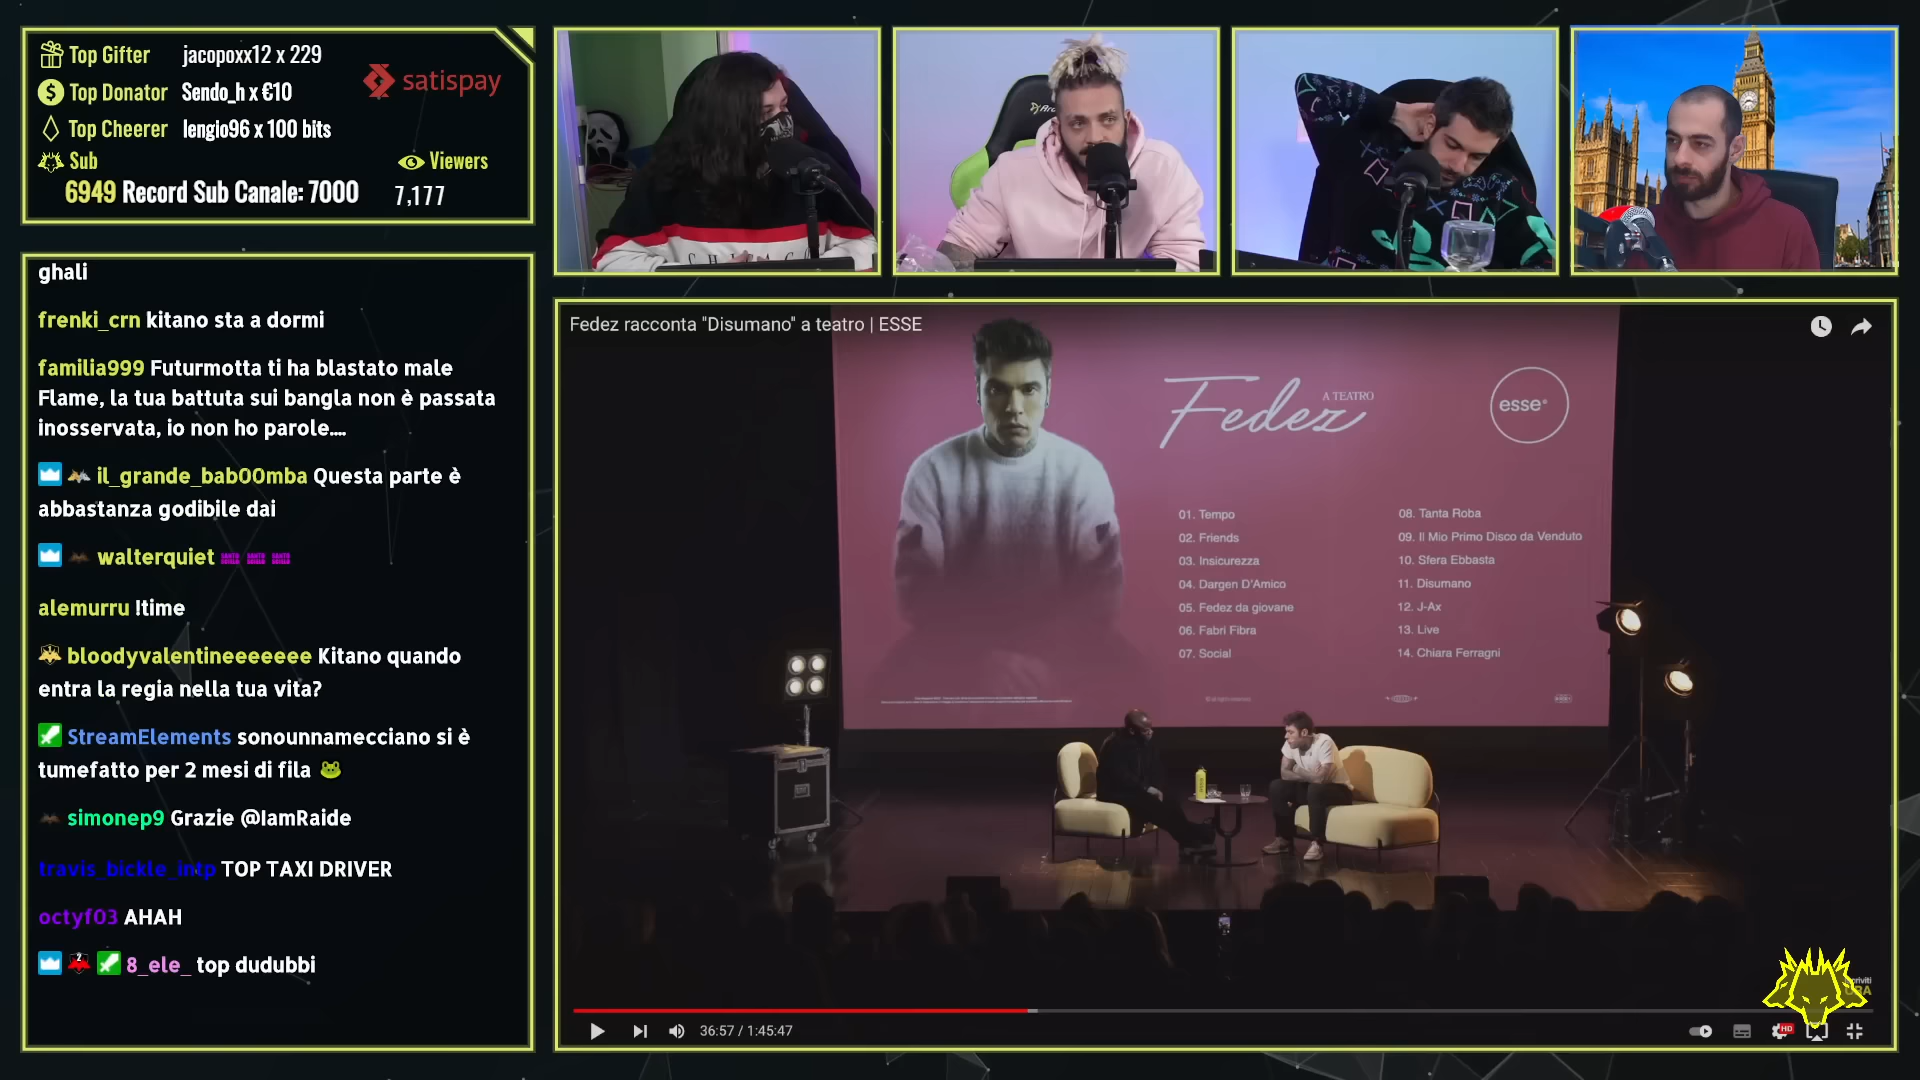 Top Gifter jacopoxx12 x 229
Top Donator Sendo_h x €10
satispay
Top Cheerer lengio96 x 100 bits
Sub
Viewers
6949 Record Sub Canale: 7000
7,177
ghali
frenki_crn kitano sta a dormi
familia999 Futurmotta ti ha blastato male
Flame, la tua battuta sui bangla non è passata
inosservata, io non ho parole....
il_grande_bab00mba Questa parte è
abbastanza godibile dai
walterquiet
alemurru !time
bloodyvalentineeeeeee Kitano quando
entra la regia nella tua vita?
StreamElements sonounnamecciano si è
tumefatto per 2 mesi di fila
simonep9 Grazie @IamRaide
travis_bickle_intp TOP TAXI DRIVER
octyf03 AHAH
8_ele_ top dudubbi
Fedez racconta "Disumano" a teatro | ESSE
Fedez
A TEATRO
esse
01. Tempo
02. Friends
03. Insicurezza
04. Dargen D'Amico
05. Fedez da giovane
06. Fabri Fibra
07. Social
08. Tanta Roba
09. Il Mio Primo Disco da Venduto
10. Sfera Ebbasta
11. Disumano
12. J-Ax
13. Live
14. Chiara Ferragni
36:57 / 1:45:47
HD